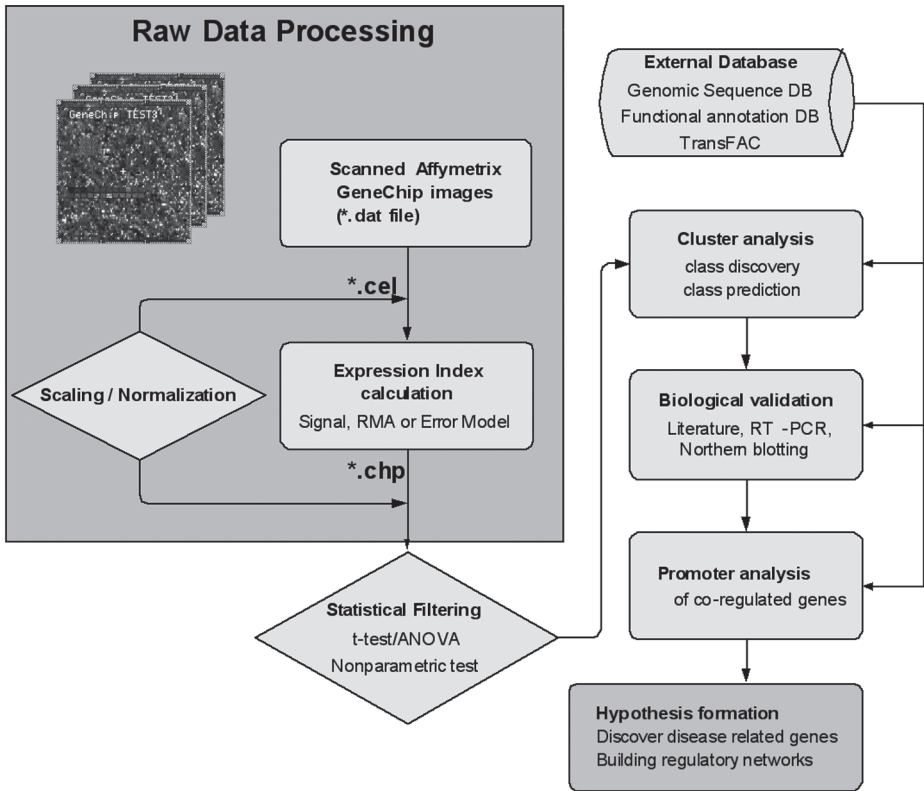 Raw Data Processing
GeneChip TEST3
Scanned Affymetrix
GeneChip images
(*.dat file)
*.cel
Scaling / Normalization
Expression Index
calculation
Signal, RMA or Error Model
*.chp
Statistical Filtering
t-test/ANOVA
Nonparametric test
External Database
Genomic Sequence DB
Functional annotation DB
TransFAC
Cluster analysis
class discovery
class prediction
Biological validation
Literature, RT -PCR,
Northern blotting
Promoter analysis
of co-regulated genes
Hypothesis formation
Discover disease related genes
Building regulatory networks